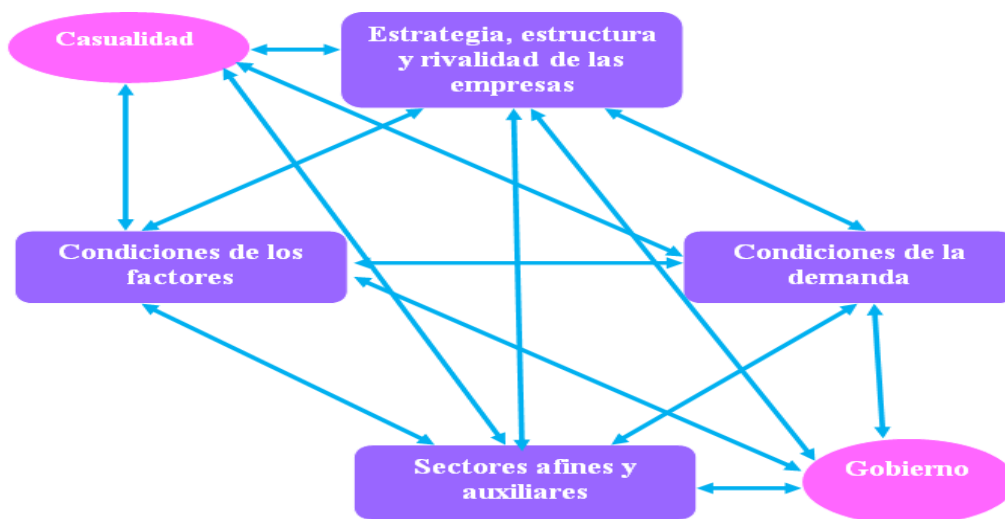 Casualidad
Estrategia, estructura
y rivalidad de las
empresas
Condiciones de los
factores
Condiciones de la
demanda
Sectores afines y
auxiliares
Gobierno